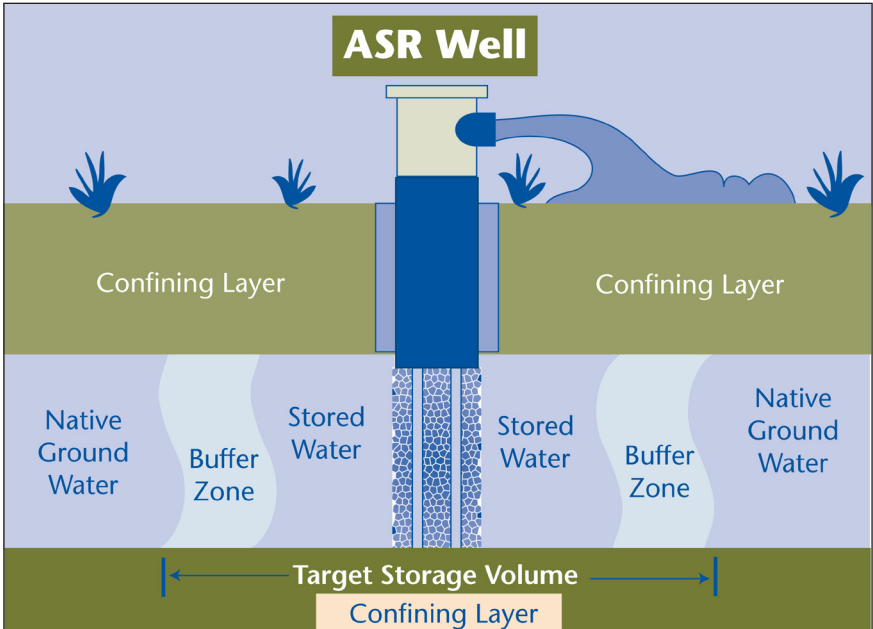 ASR Well
Confining Layer
Confining Layer
Native
Ground
Water
Buffer
Zone
Stored
Water
Stored
Water
Buffer
Zone
Native
Ground
Water
Target Storage Volume
Confining Layer